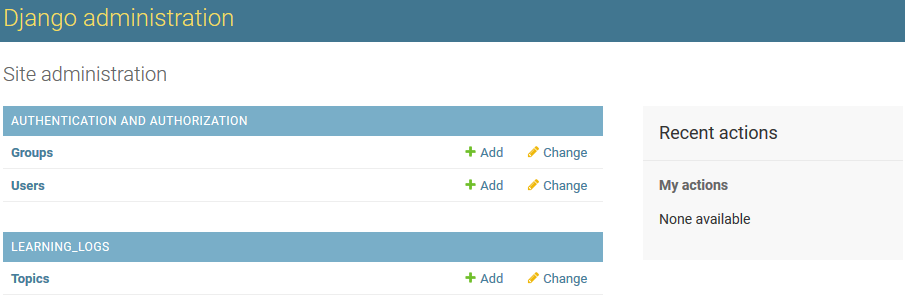 Django administration
Site administration
AUTHENTICATION AND AUTHORIZATION
Groups Add Change
Users Add Change
LEARNING_LOGS
Topics Add Change
Recent actions
My actions
None available